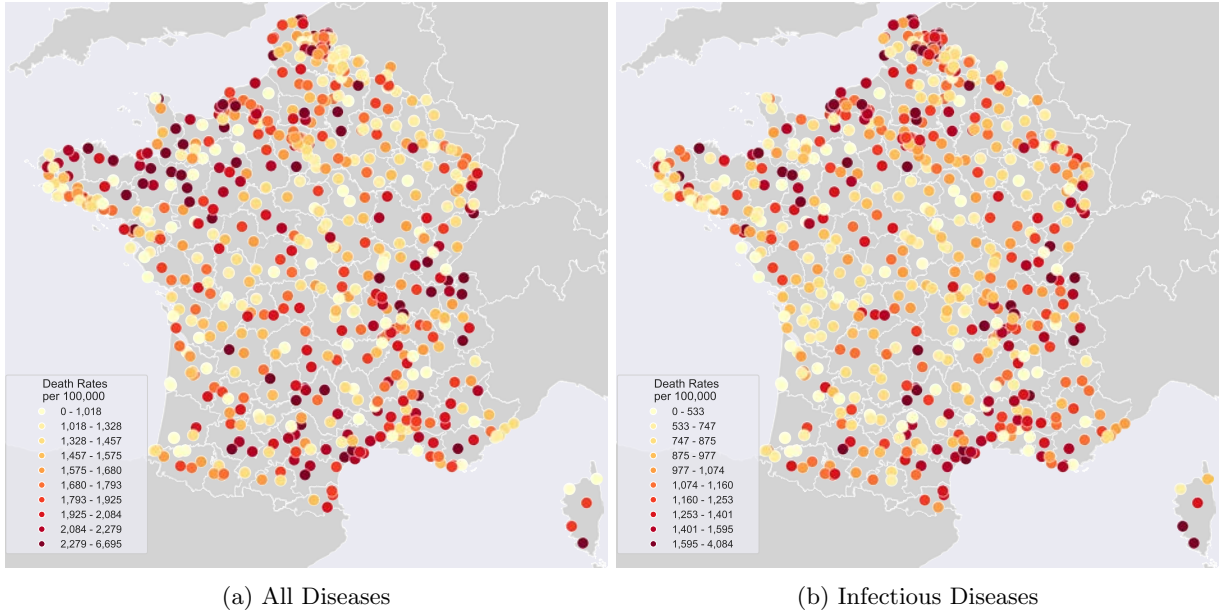 Death Rates
per 100,000
0 - 1,018
1,018 - 1,328
1,328 - 1,457
1,457 - 1,575
1,575 - 1,680
1,680 - 1,793
1,793 - 1,925
1,925 - 2,084
2,084 - 2,279
2,279 - 6,695
(a) All Diseases
Death Rates
per 100,000
0 - 533
533 - 747
747 - 875
875 - 977
977 - 1,074
1,074 - 1,160
1,160 - 1,253
1,253 - 1,401
1,401 - 1,595
1,595 - 4,084
(b) Infectious Diseases